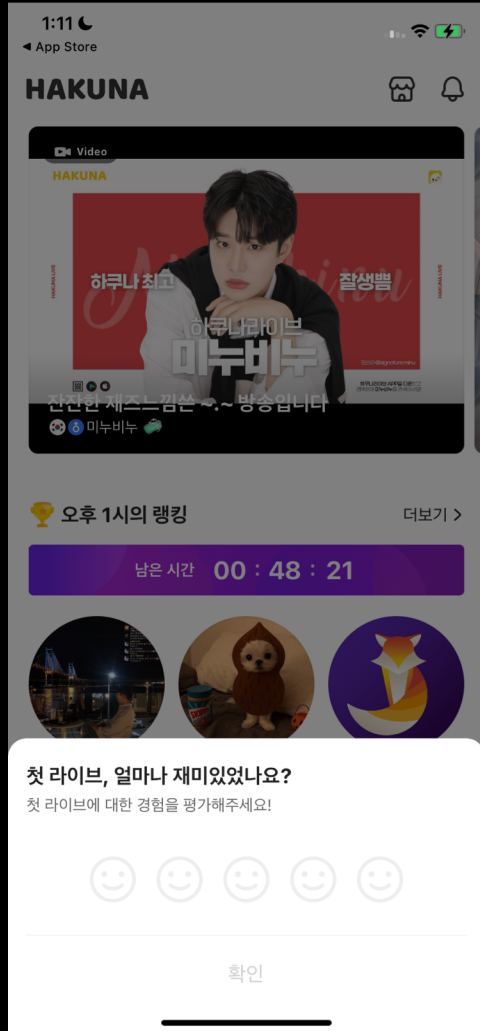 1:11
◀ App Store
HAKUNA
Video
HAKUNA
하쿠나 최고
잘생쁨
HAKUNA LIVE
하쿠나라이브
미누비누
잔잔한 재즈느낌쓴 ~.~ 방송입니다
미누비누
오후 1시의 랭킹
더보기 >
남은 시간 00 : 48 : 21
첫 라이브, 얼마나 재미있었나요?
첫 라이브에 대한 경험을 평가해주세요!
확인